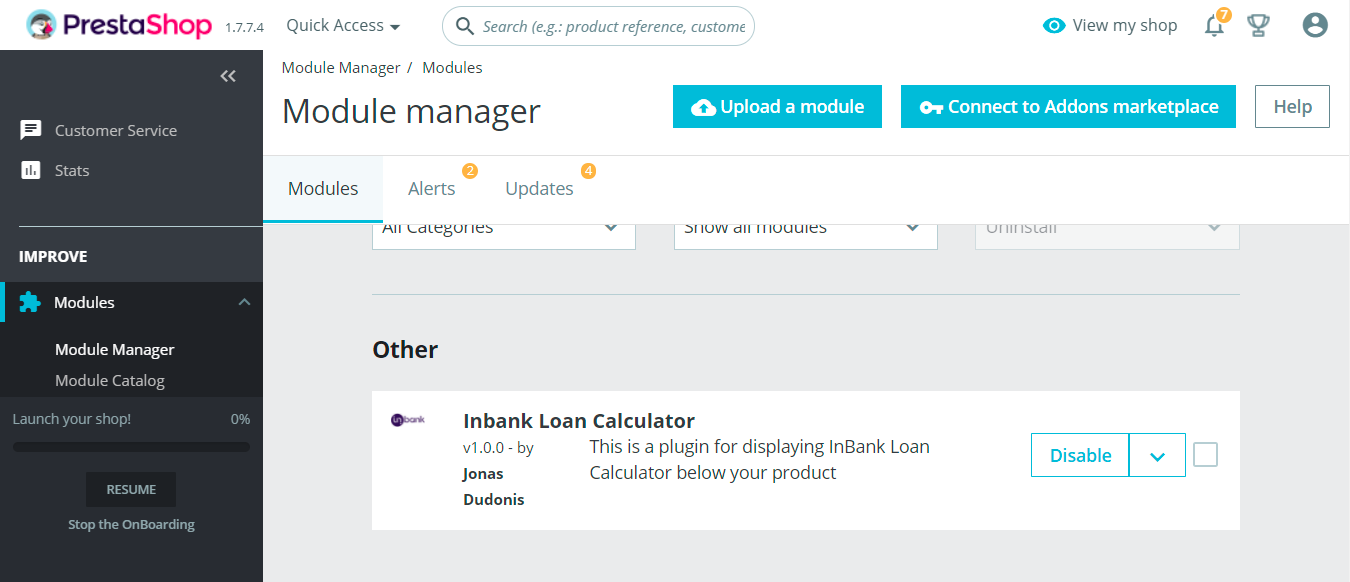 PrestaShop 1.7.7.4 Quick Access Search (e.g.: product reference, custome View my shop 7
Customer Service
Stats
IMPROVE
Modules
Module Manager
Module Catalog
Launch your shop! 0%
RESUME
Stop the OnBoarding
Module Manager / Modules
Module manager
Upload a module Connect to Addons marketplace Help
Modules Alerts 2 Updates 4
All Categories Show all modules Uninstall
Other
inbank
Inbank Loan Calculator
v1.0.0 - by
Jonas
Dudonis
This is a plugin for displaying InBank Loan
Calculator below your product
Disable